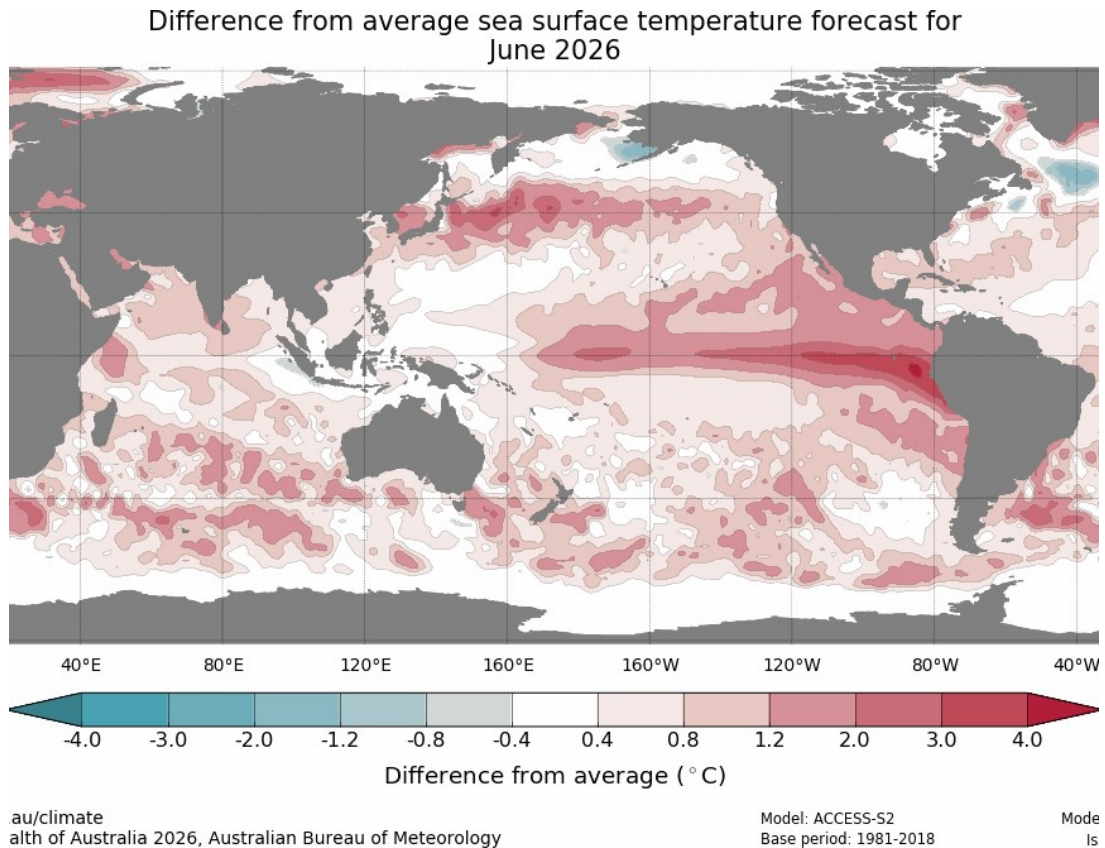 Difference from average sea surface temperature forecast for
June 2026
40°E 80°E 120°E 160°E 160°W 120°W 80°W 40°W
-4.0 -3.0 -2.0 -1.2 -0.8 -0.4 0.4 0.8 1.2 2.0 3.0 4.0
Difference from average (°C)
.au/climate
alth of Australia 2026, Australian Bureau of Meteorology
Model: ACCESS-S2
Base period: 1981-2018
Mode
Is